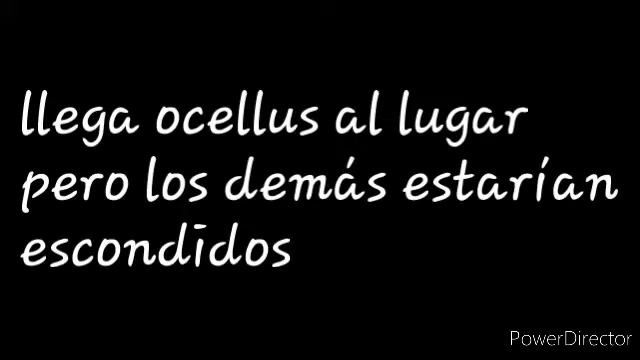 llega ocellus al lugar
pero los demás estarían
escondidos
PowerDirector